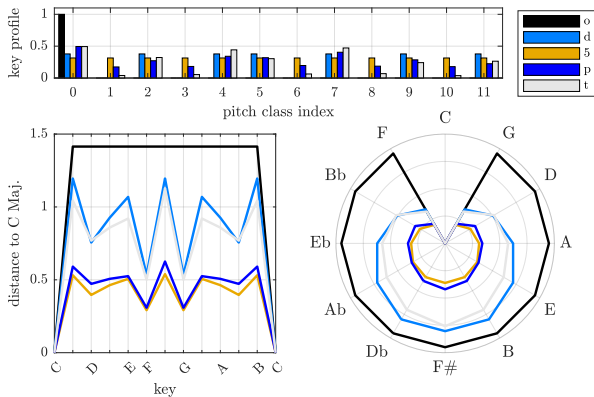 key profile
1
0.5
0
0 1 2 3 4 5 6 7 8 9 10 11
pitch class index
o
d
5
p
t
distance to C Maj.
1.5
1
0.5
0
C D E F G A B C
key
C
F G
Bb D
Eb A
Ab E
Db B
F#